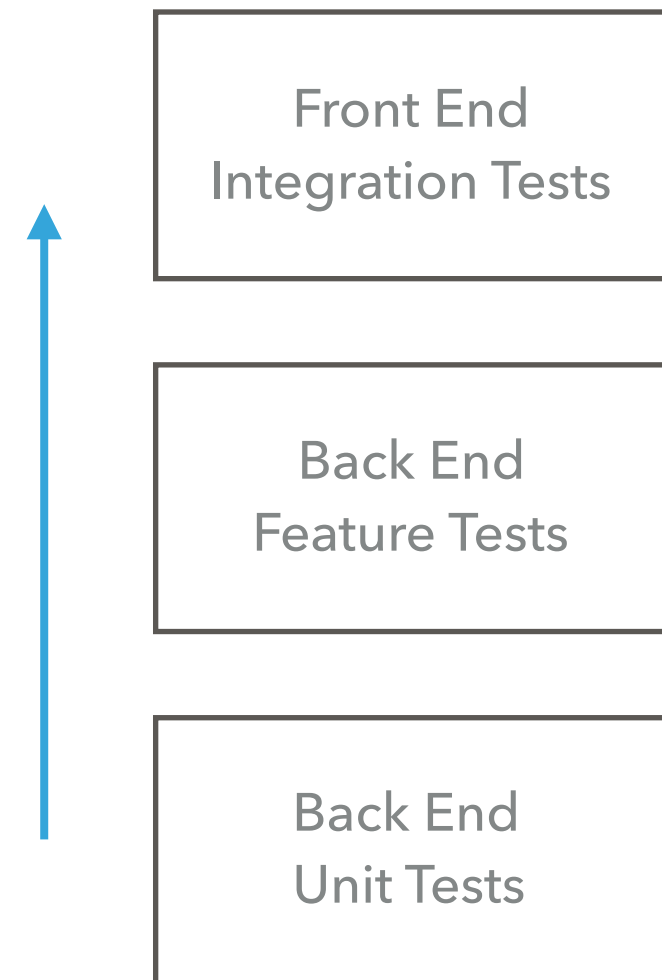 Front End
Integration Tests
Back End
Feature Tests
Back End
Unit Tests